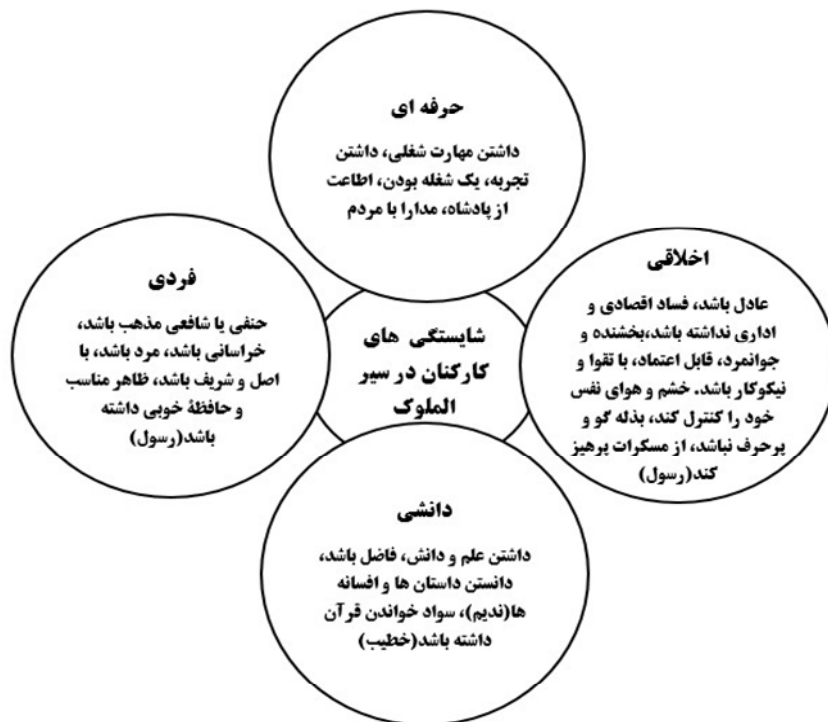 حرفه ای
داشتن مهارت شغلی، داشتن
تجربه، یک شغله بودن، اطاعت
از پادشاه، مدارا با مردم
اخلاقی
عادل باشد، فساد اقتصادی و
اداری نداشته باشد،بخشنده و
جوانمرد، قابل اعتماد، با تقوا و
نیکوکار باشد. خشم و هوای نفس
خود را کنترل کند، بذله گو و
پرحرف نباشد، از مسکرات پرهیز
کند(رسول)
فردی
حنفی یا شافعی مذهب باشد،
خراسانی باشد، مرد باشد، با
اصل و شریف باشد، ظاهر مناسب
و حافظۀ خوبی داشته
باشد(رسول)
شایستگی های
کارکنان در سیر
الملوک
دانشی
داشتن علم و دانش، فاضل باشد،
دانستن داستان ها و افسانه
ها(ندیم)، سواد خواندن قرآن
داشته باشد(خطیب)